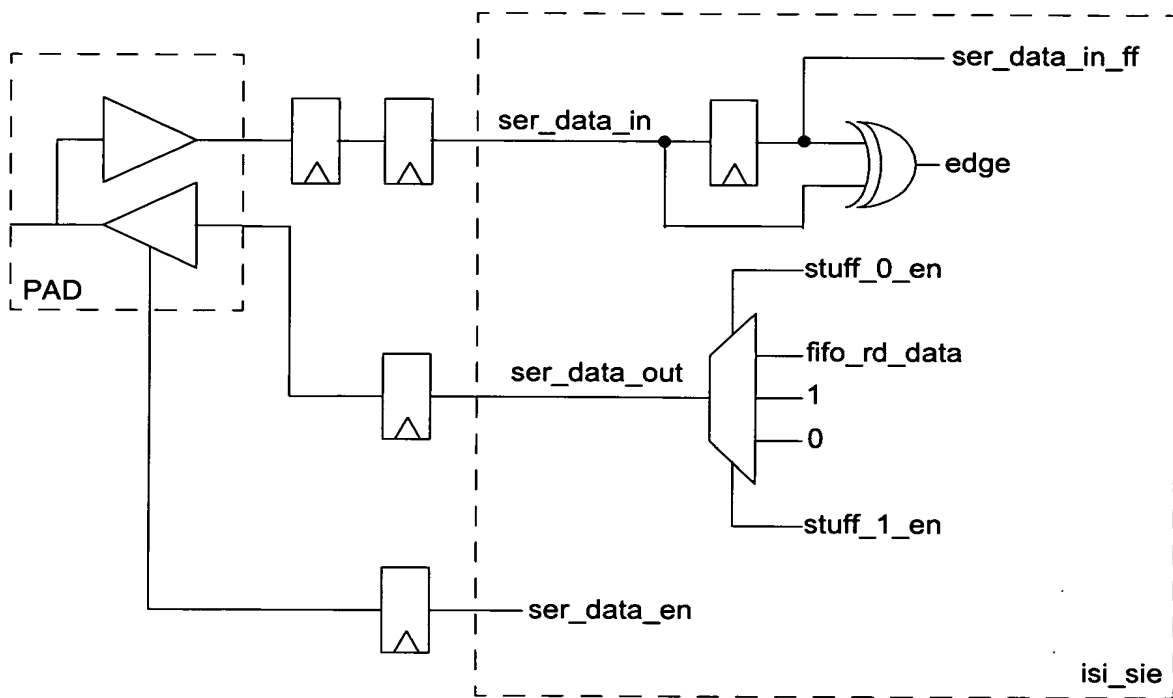 ser_data_in_ff
ser_data_in
edge
PAD
stuff_0_en
fifo_rd_data
ser_data_out
1
0
stuff_1_en
ser_data_en
isi_sie